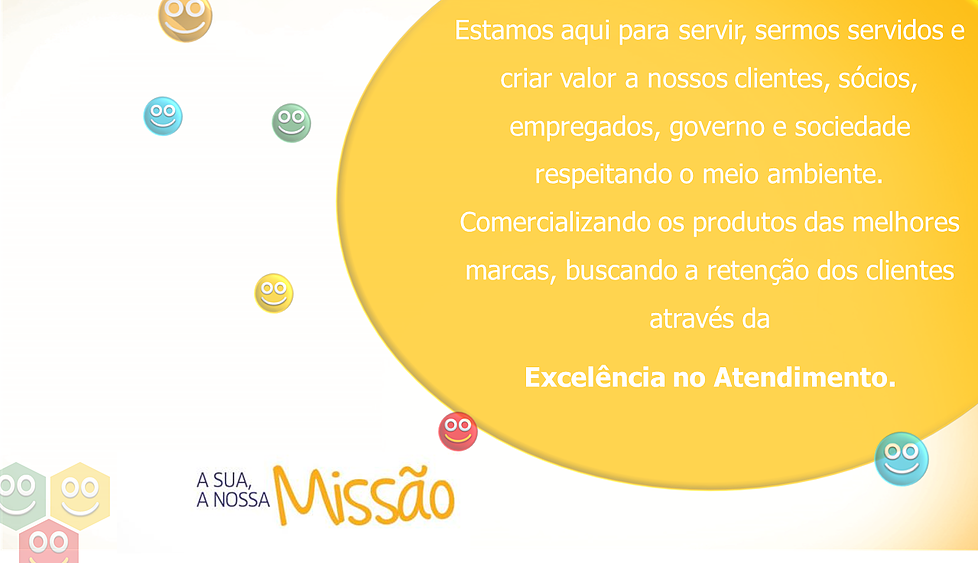 Estamos aqui para servir, sermos servidos e
criar valor a nossos clientes, sócios,
empregados, governo e sociedade
respeitando o meio ambiente.
Comercializando os produtos das melhores
marcas, buscando a retenção dos clientes
através da
Excelência no Atendimento.
A SUA,
A NOSSA Missão